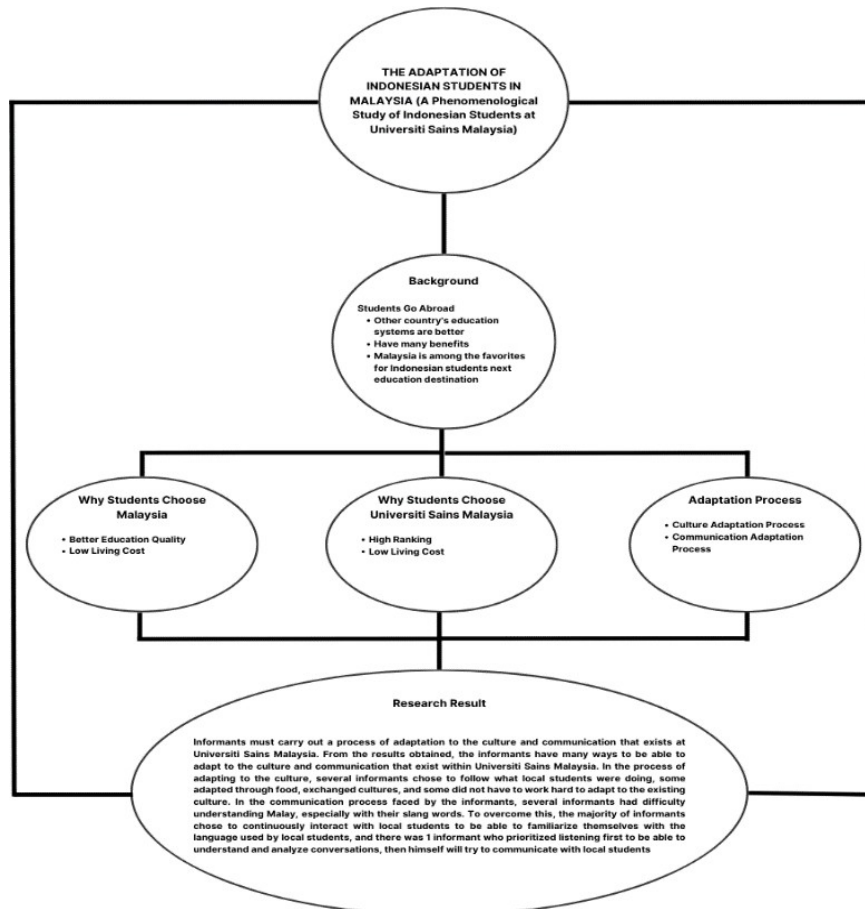 THE ADAPTATION OF
INDONESIAN STUDENTS IN
MALAYSIA (A Phenomenological
Study of Indonesian Students at
Universiti Sains Malaysia)
Background
Students Go Abroad
• Other country's education
systems are better
• Have many benefits
• Malaysia is among the favorites
for Indonesian students next
education destination
Why Students Choose
Malaysia
• Better Education Quality
• Low Living Cost
Why Students Choose
Universiti Sains Malaysia
• High Ranking
• Low Living Cost
Adaptation Process
• Culture Adaptation Process
• Communication Adaptation
Process
Research Result
Informants must carry out a process of adaptation to the culture and communication that exists at
Universiti Sains Malaysia. From the results obtained, the informants have many ways to be able to
adapt to the culture and communication that exist within Universiti Sains Malaysia. In the process
of adapting to the culture, several informants chose to follow what local students were doing, some
adapted through food, exchanged cultures, and some did not have to work hard to adapt to the existing
culture. In the communication process faced by the informants, several informants had difficulty
understanding Malay, especially with their slang words. To overcome this, the majority of informants
chose to continuously interact with local students to be able to familiarize themselves with the
language used by local students, and there was 1 informant who prioritized listening first to be able to
understand and analyze conversations, then himself will try to communicate with local students